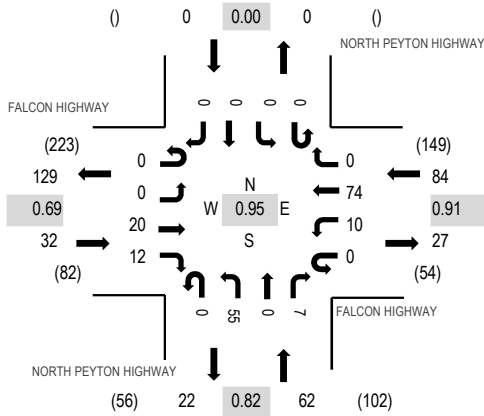 () 0 0.00 0 ()
NORTH PEYTON HIGHWAY
FALCON HIGHWAY
0 0 0 0
(223) (149)
129 0 0 84
0 N 74
0.69 W 0.95 E 0.91
20 10
32 S 27
12 0
(82) (54)
0 55 0 7
FALCON HIGHWAY
NORTH PEYTON HIGHWAY
(56) 22 0.82 62 (102)